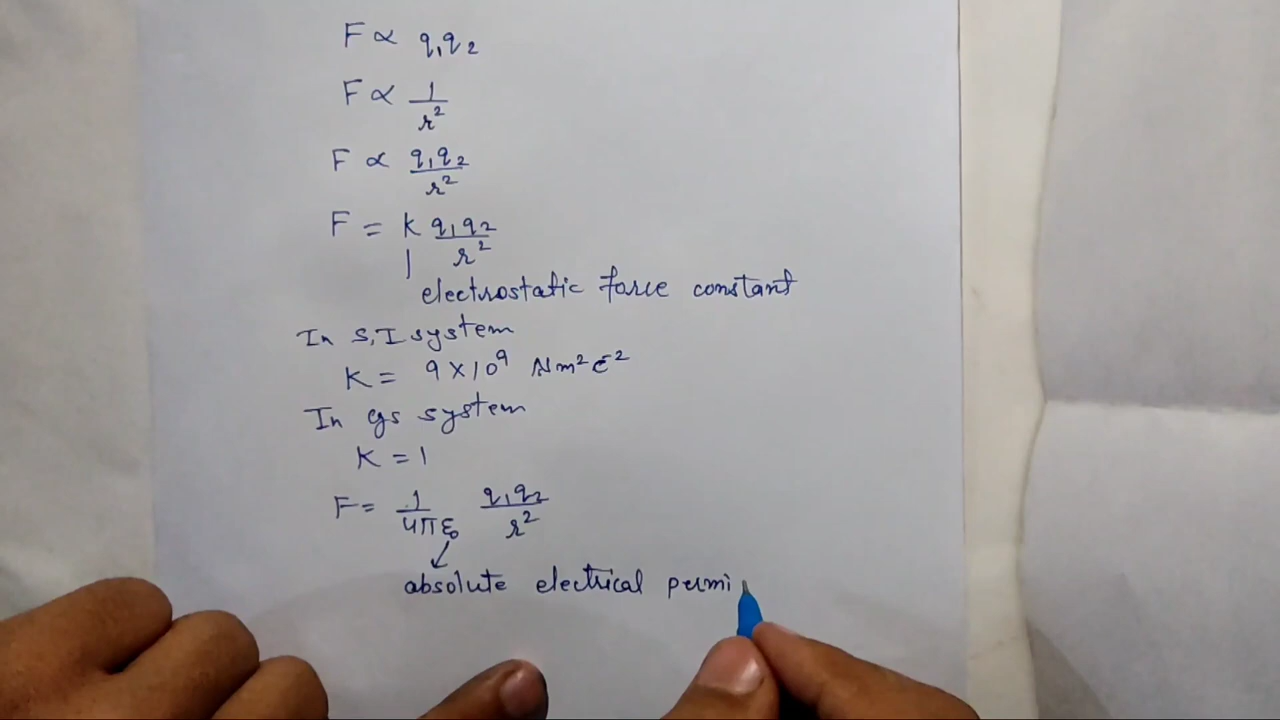 F ∝ q₁q₂
F ∝ 1/r²
F ∝ q₁q₂/r²
F = K q₁q₂/r²
electrostatic force constant
In S.I system
K = 9×10⁹ Nm²C⁻²
In gs system
K = 1
F = 1/4πε₀ q₁q₂/r²
absolute electrical permi